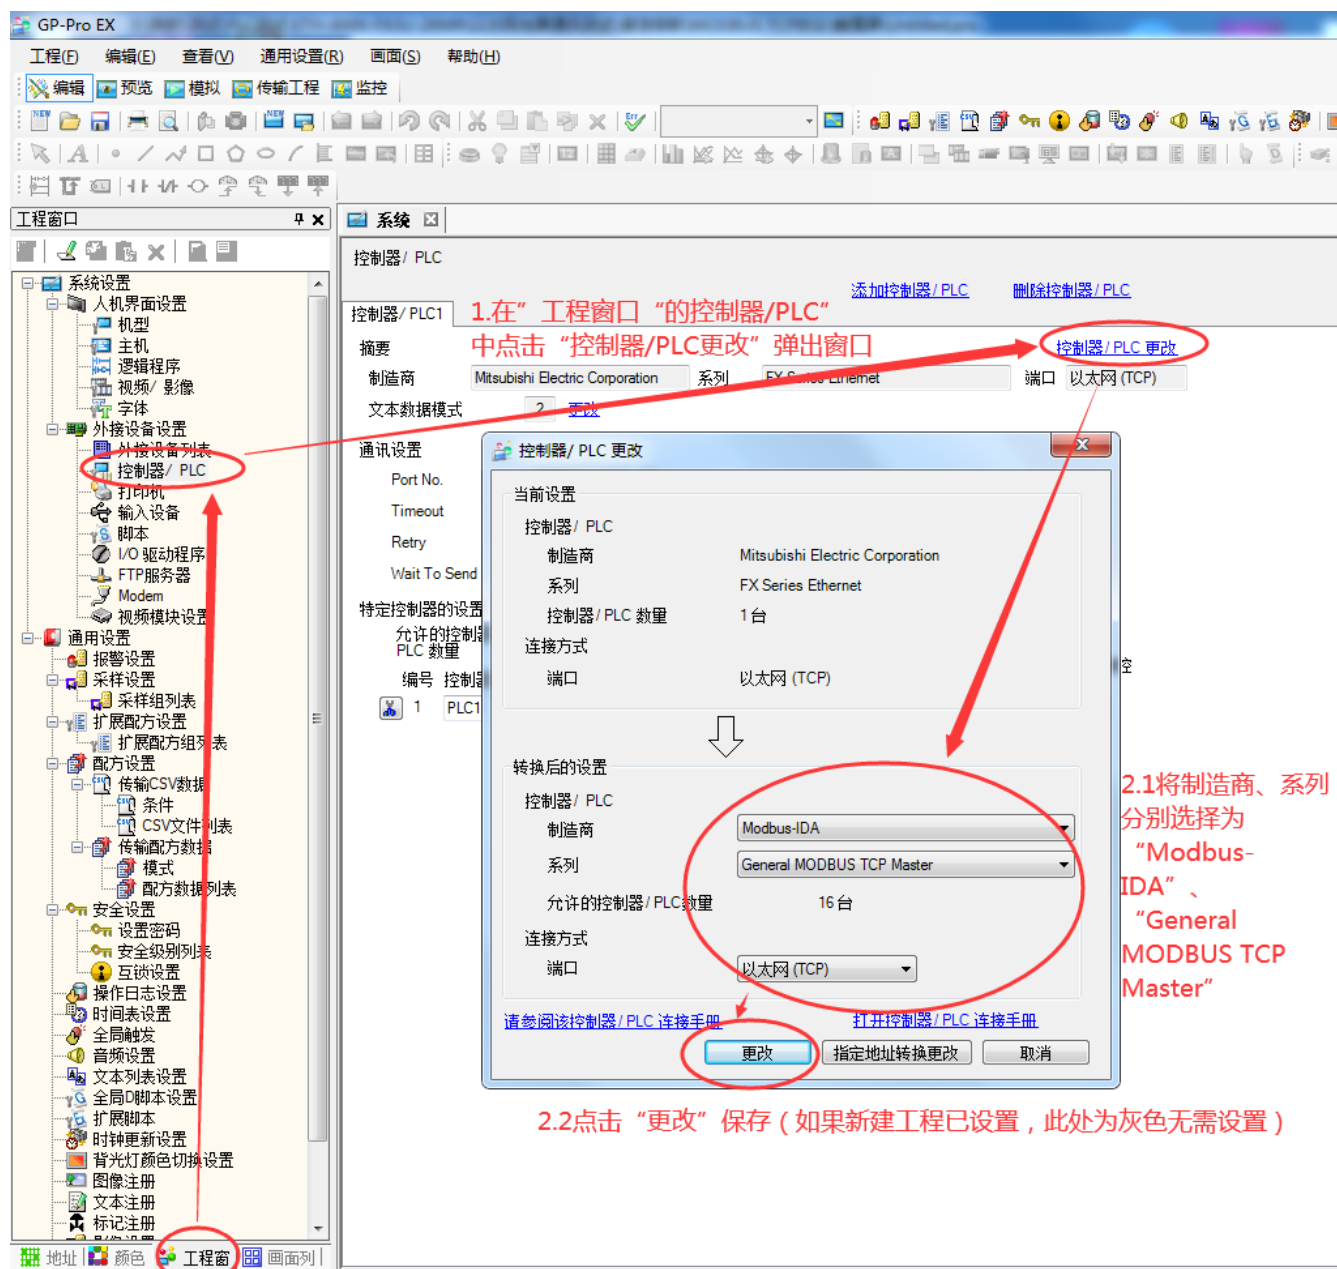 GP-Pro EX
工程(F) 编辑(E) 查看(V) 通用设置(R) 画面(S) 帮助(H)
编辑 预览 模拟 传输工程 监控
工程窗口
系统
控制器/ PLC
添加控制器/ PLC 删除控制器/ PLC
控制器/ PLC1
1.在”工程窗口“的控制器/PLC”
中点击“控制器/PLC更改”弹出窗口
摘要
控制器/ PLC 更改
制造商 Mitsubishi Electric Corporation 系列 FX Series Ethernet 端口 以太网 (TCP)
文本数据模式 2 更改
通讯设置
Port No.
Timeout
Retry
Wait To Send
特定控制器的设置
允许的控制
PLC 数量
编号 控制
1 PLC1
控制器/ PLC 更改
当前设置
控制器/ PLC
制造商 Mitsubishi Electric Corporation
系列 FX Series Ethernet
控制器/ PLC 数量 1 台
连接方式
端口 以太网 (TCP)
转换后的设置
控制器/ PLC
制造商 Modbus-IDA
系列 General MODBUS TCP Master
允许的控制器/ PLC数量 16 台
连接方式
端口 以太网 (TCP)
请参阅该控制器/ PLC 连接手册 打开控制器/ PLC 连接手册
更改 指定地址转换更改 取消
2.1将制造商、系列
分别选择为
“Modbus-
IDA”、
“General
MODBUS TCP
Master”
2.2点击“更改”保存（如果新建工程已设置，此处为灰色无需设置）
系统设置
人机界面设置
机型
主机
逻辑程序
视频/ 影像
字体
外接设备设置
外接设备列表
控制器/ PLC
打印机
输入设备
脚本
I/O 驱动程序
FTP服务器
Modem
视频模块设置
通用设置
报警设置
采样设置
采样组列表
扩展配方设置
扩展配方组列表
配方设置
传输CSV数据
条件
CSV文件列表
传输配方数据
模式
配方数据列表
安全设置
设置密码
安全级别列表
互锁设置
操作日志设置
时间表设置
全局触发
音频设置
文本列表设置
全局D脚本设置
扩展脚本
时钟更新设置
背光灯颜色切换设置
图像注册
文本注册
标记注册
地址 颜色 工程窗 画面列